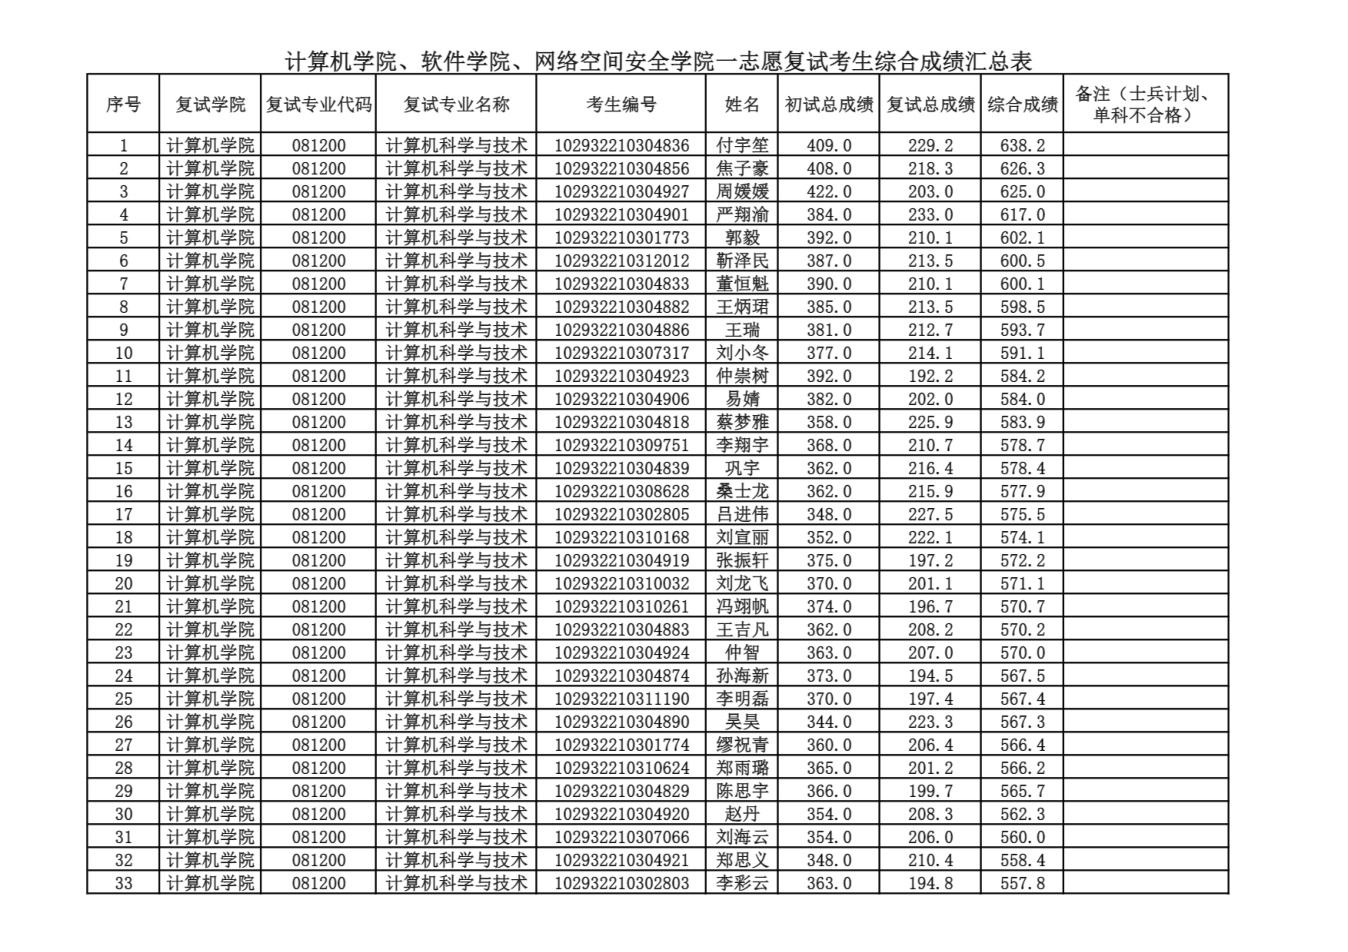 计算机学院、软件学院、网络空间安全学院一志愿复试考生综合成绩汇总表
序号 复试学院 复试专业代码 复试专业名称 考生编号 姓名 初试总成绩 复试总成绩 综合成绩 备注（士兵计划、
单科不合格）
1 计算机学院 081200 计算机科学与技术 102932210304836 付宇笙 409.0 229.2 638.2
2 计算机学院 081200 计算机科学与技术 102932210304856 焦子豪 408.0 218.3 626.3
3 计算机学院 081200 计算机科学与技术 102932210304927 周媛媛 422.0 203.0 625.0
4 计算机学院 081200 计算机科学与技术 102932210304901 严翔渝 384.0 233.0 617.0
5 计算机学院 081200 计算机科学与技术 102932210301773 郭毅 392.0 210.1 602.1
6 计算机学院 081200 计算机科学与技术 102932210312012 靳泽民 387.0 213.5 600.5
7 计算机学院 081200 计算机科学与技术 102932210304833 董恒魁 390.0 210.1 600.1
8 计算机学院 081200 计算机科学与技术 102932210304882 王炳珺 385.0 213.5 598.5
9 计算机学院 081200 计算机科学与技术 102932210304886 王瑞 381.0 212.7 593.7
10 计算机学院 081200 计算机科学与技术 102932210307317 刘小冬 377.0 214.1 591.1
11 计算机学院 081200 计算机科学与技术 102932210304923 仲崇树 392.0 192.2 584.2
12 计算机学院 081200 计算机科学与技术 102932210304906 易婧 382.0 202.0 584.0
13 计算机学院 081200 计算机科学与技术 102932210304818 蔡梦雅 358.0 225.9 583.9
14 计算机学院 081200 计算机科学与技术 102932210309751 李翔宇 368.0 210.7 578.7
15 计算机学院 081200 计算机科学与技术 102932210304839 巩宇 362.0 216.4 578.4
16 计算机学院 081200 计算机科学与技术 102932210308628 桑士龙 362.0 215.9 577.9
17 计算机学院 081200 计算机科学与技术 102932210302805 吕进伟 348.0 227.5 575.5
18 计算机学院 081200 计算机科学与技术 102932210310168 刘宣丽 352.0 222.1 574.1
19 计算机学院 081200 计算机科学与技术 102932210304919 张振轩 375.0 197.2 572.2
20 计算机学院 081200 计算机科学与技术 102932210310032 刘龙飞 370.0 201.1 571.1
21 计算机学院 081200 计算机科学与技术 102932210310261 冯翊帆 374.0 196.7 570.7
22 计算机学院 081200 计算机科学与技术 102932210304883 王吉凡 362.0 208.2 570.2
23 计算机学院 081200 计算机科学与技术 102932210304924 仲智 363.0 207.0 570.0
24 计算机学院 081200 计算机科学与技术 102932210304874 孙海新 373.0 194.5 567.5
25 计算机学院 081200 计算机科学与技术 102932210311190 李明磊 370.0 197.4 567.4
26 计算机学院 081200 计算机科学与技术 102932210304890 吴昊 344.0 223.3 567.3
27 计算机学院 081200 计算机科学与技术 102932210301774 缪祝青 360.0 206.4 566.4
28 计算机学院 081200 计算机科学与技术 102932210310624 郑雨璐 365.0 201.2 566.2
29 计算机学院 081200 计算机科学与技术 102932210304829 陈思宇 366.0 199.7 565.7
30 计算机学院 081200 计算机科学与技术 102932210304920 赵丹 354.0 208.3 562.3
31 计算机学院 081200 计算机科学与技术 102932210307066 刘海云 354.0 206.0 560.0
32 计算机学院 081200 计算机科学与技术 102932210304921 郑思义 348.0 210.4 558.4
33 计算机学院 081200 计算机科学与技术 102932210302803 李彩云 363.0 194.8 557.8